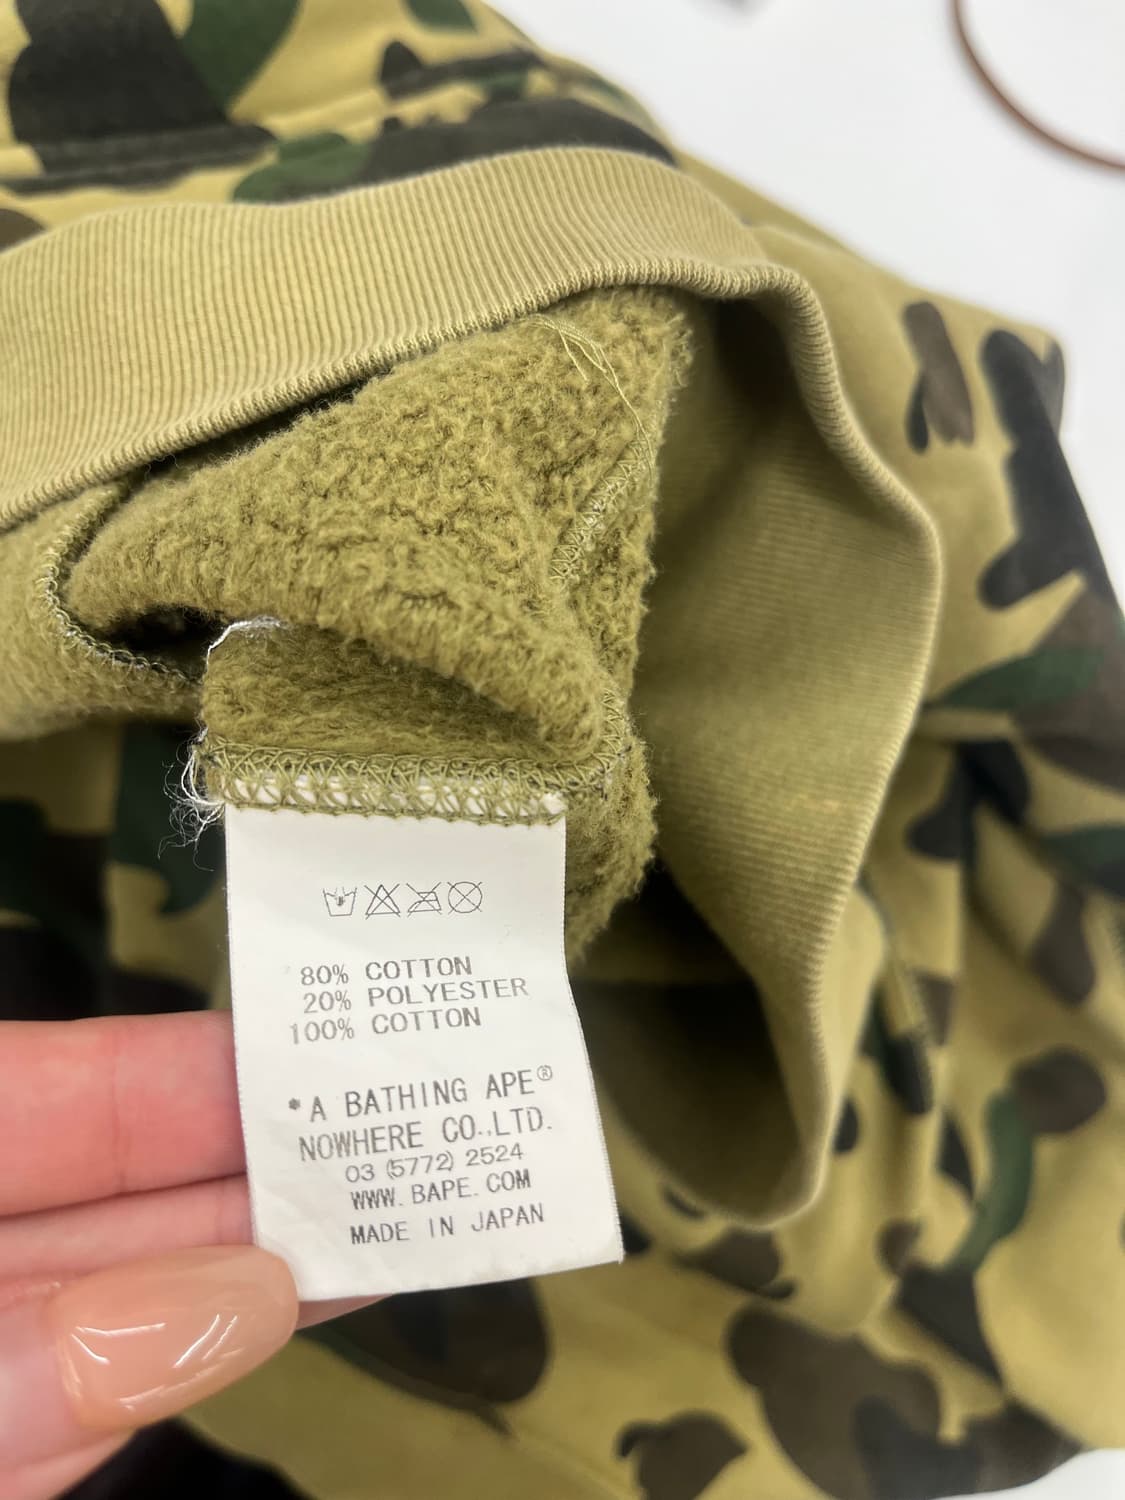 80% COTTON
20% POLYESTER
100% COTTON
*A BATHING APE®
NOWHERE CO.,LTD.
03 (5772) 2524
WWW. BAPE. COM
MADE IN JAPAN